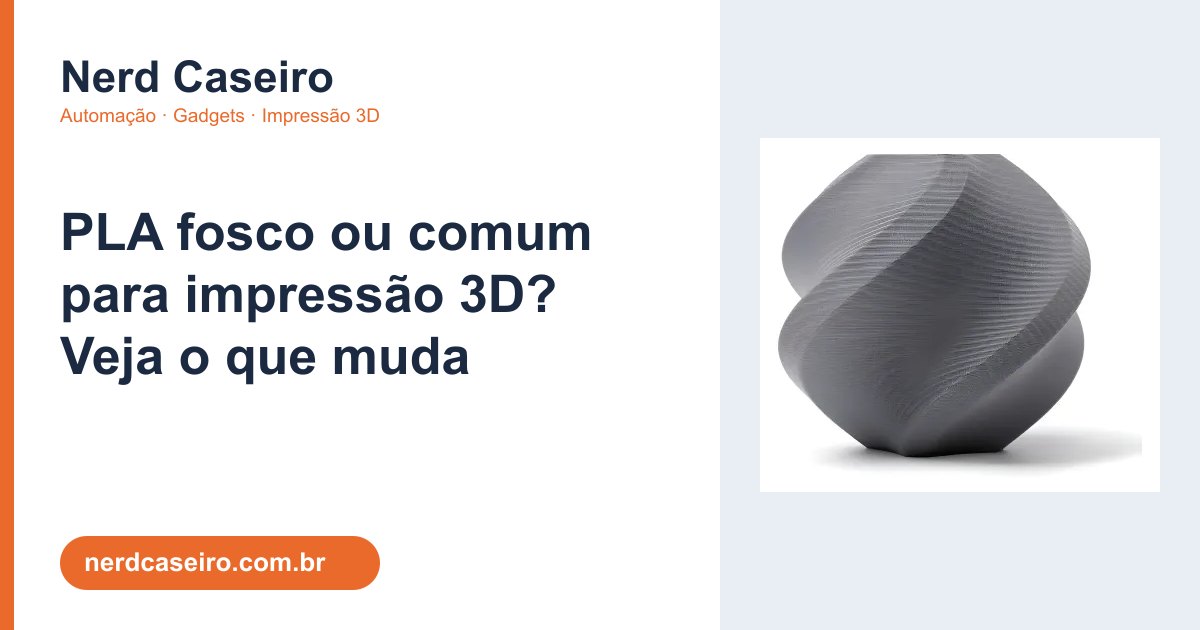 Nerd Caseiro
Automação · Gadgets · Impressão 3D
PLA fosco ou comum
para impressão 3D?
Veja o que muda
nerdcaseiro.com.br